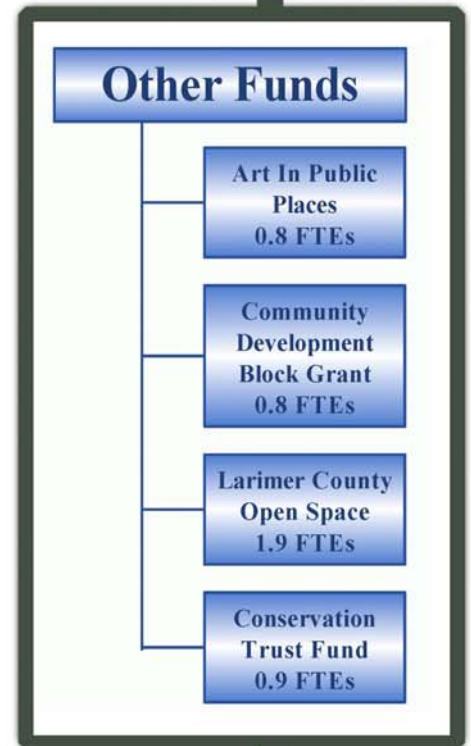 Other Funds
Art In Public
Places
0.8 FTEs
Community
Development
Block Grant
0.8 FTEs
Larimer County
Open Space
1.9 FTEs
Conservation
Trust Fund
0.9 FTEs